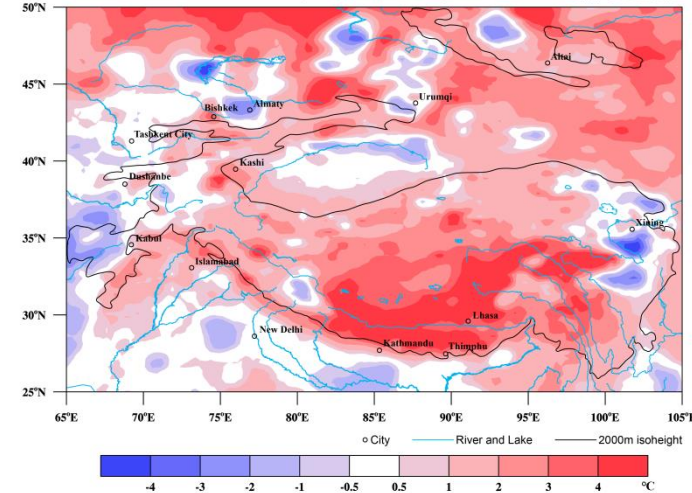 50°N
45°N
Altai
Urumqi
Bishkek
Almaty
Tashkent City
40°N
Kashi
Dushanbe
Xining
35°N
Kabul
Islamabad
30°N
Lhasa
New Delhi
Kathmandu
Thimphu
25°N
65°E 70°E 75°E 80°E 85°E 90°E 95°E 100°E 105°E
City River and Lake 2000m isoheight
-4 -3 -2 -1 -0.5 0.5 1 2 3 4 °C